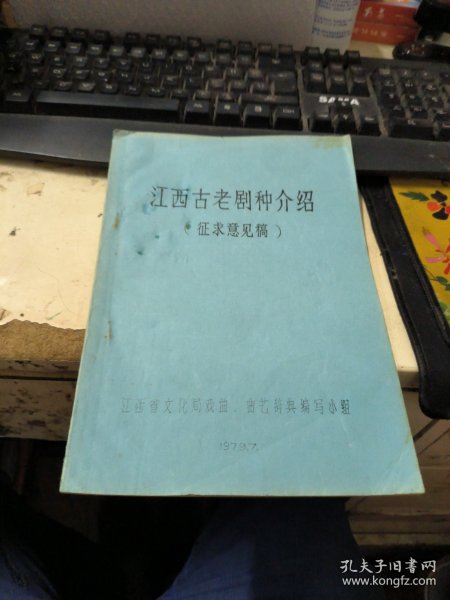 SAMA
江西古老剧种介绍
(征求意见稿)
江西省文化局戏曲、曲艺辞典编写小组
1979.7.
孔夫子旧书网
www.kongfz.com